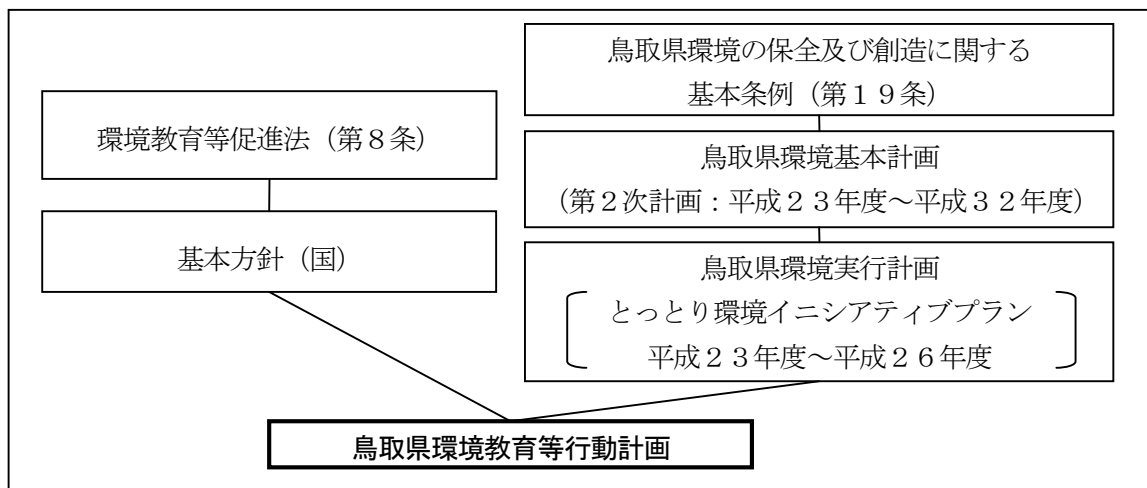 環境教育等促進法（第８条）
基本方針（国）
鳥取県環境の保全及び創造に関する
基本条例（第１９条）
鳥取県環境基本計画
（第２次計画：平成２３年度～平成３２年度）
鳥取県環境実行計画
とっとり環境イニシアティブプラン
平成２３年度～平成２６年度
鳥取県環境教育等行動計画